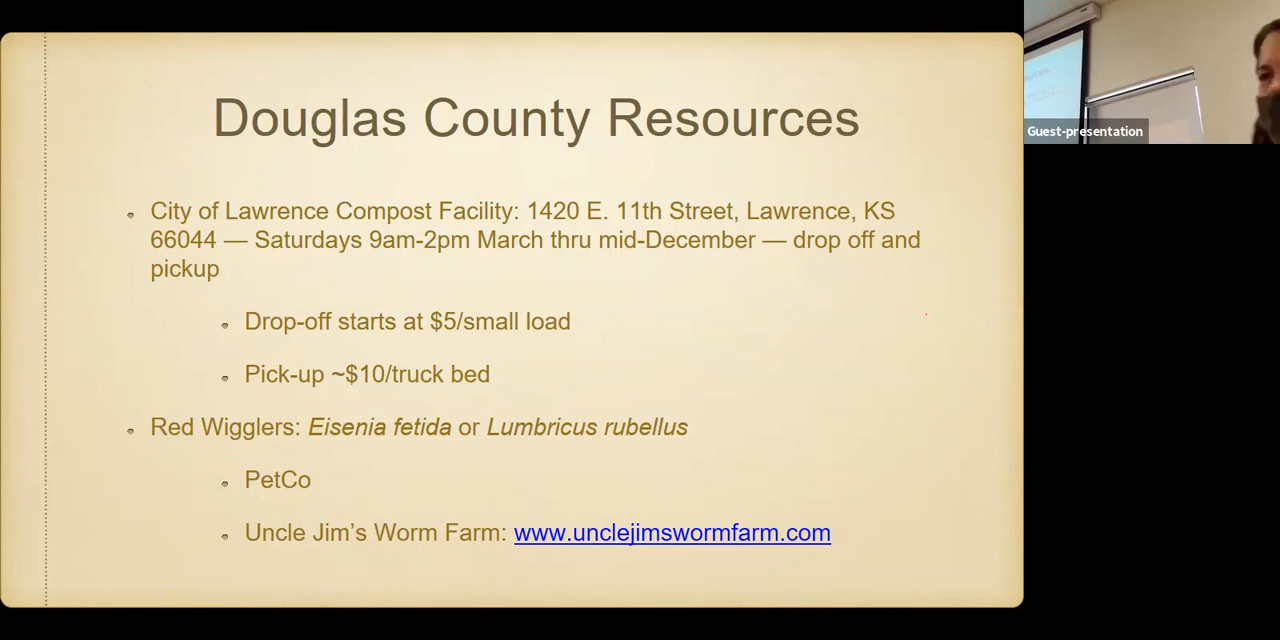 Douglas County Resources
City of Lawrence Compost Facility: 1420 E. 11th Street, Lawrence, KS
66044 — Saturdays 9am-2pm March thru mid-December — drop off and
pickup
Drop-off starts at $5/small load
Pick-up ~$10/truck bed
Red Wigglers: Eisenia fetida or Lumbricus rubellus
PetCo
Uncle Jim’s Worm Farm: www.unclejimswormfarm.com
Guest-presentation